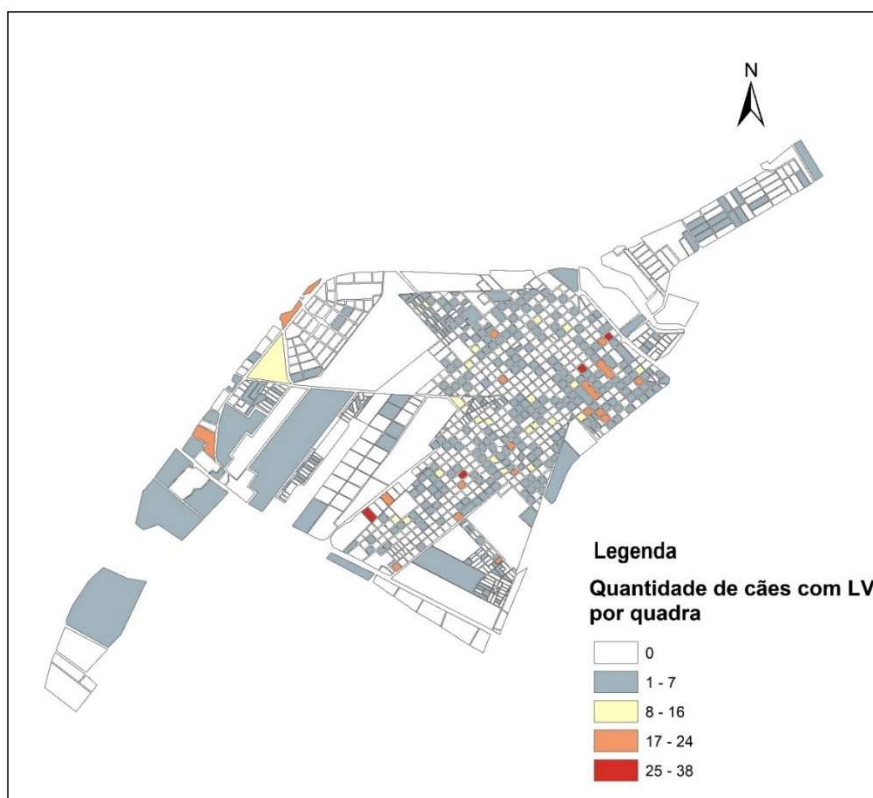 N
Legenda
Quantidade de cães com LV
por quadra
0
1 - 7
8 - 16
17 - 24
25 - 38